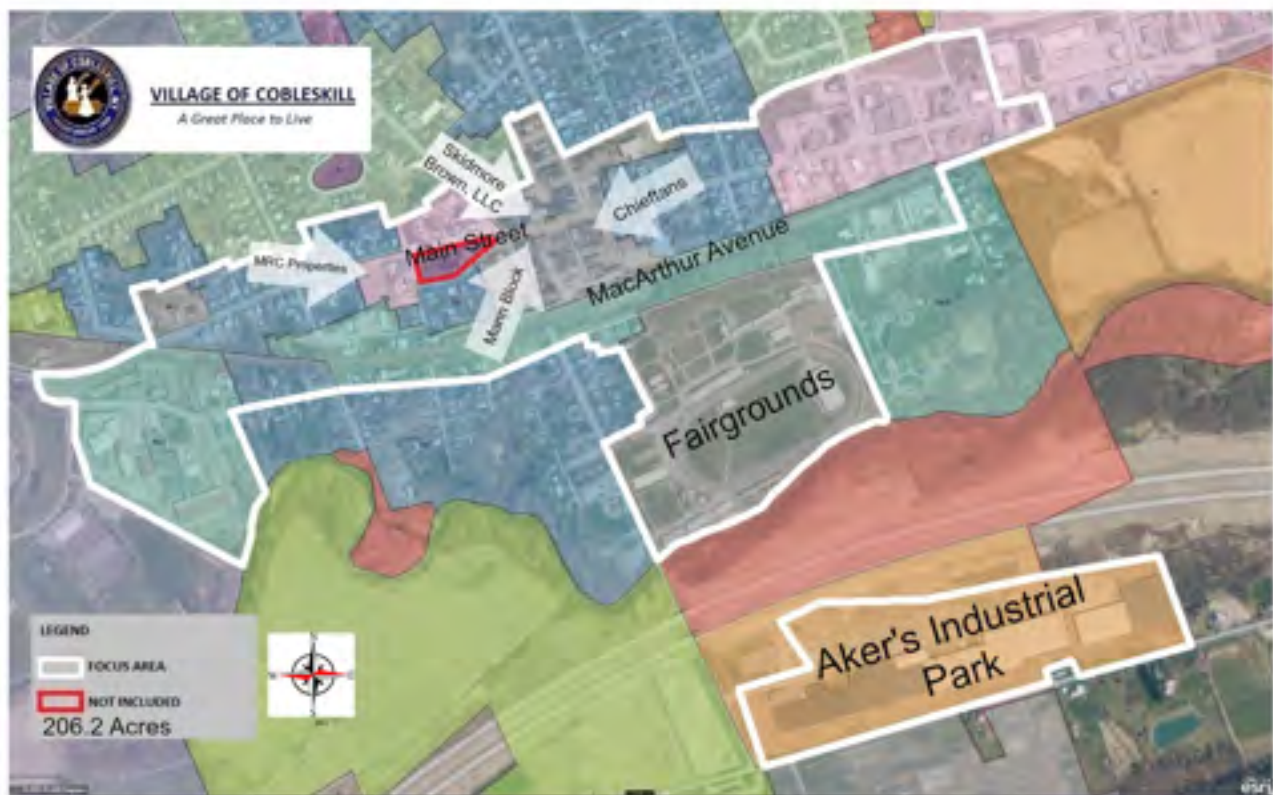 VILLAGE OF COBLESKILL
A Great Place to Live
Skidmore
Brown, LLC
Chieftans
MRC Properties
Main Street
Mann Block
MacArthur Avenue
Fairgrounds
Aker's Industrial
Park
LEGEND
FOCUS AREA
NOT INCLUDED
206.2 Acres
esri